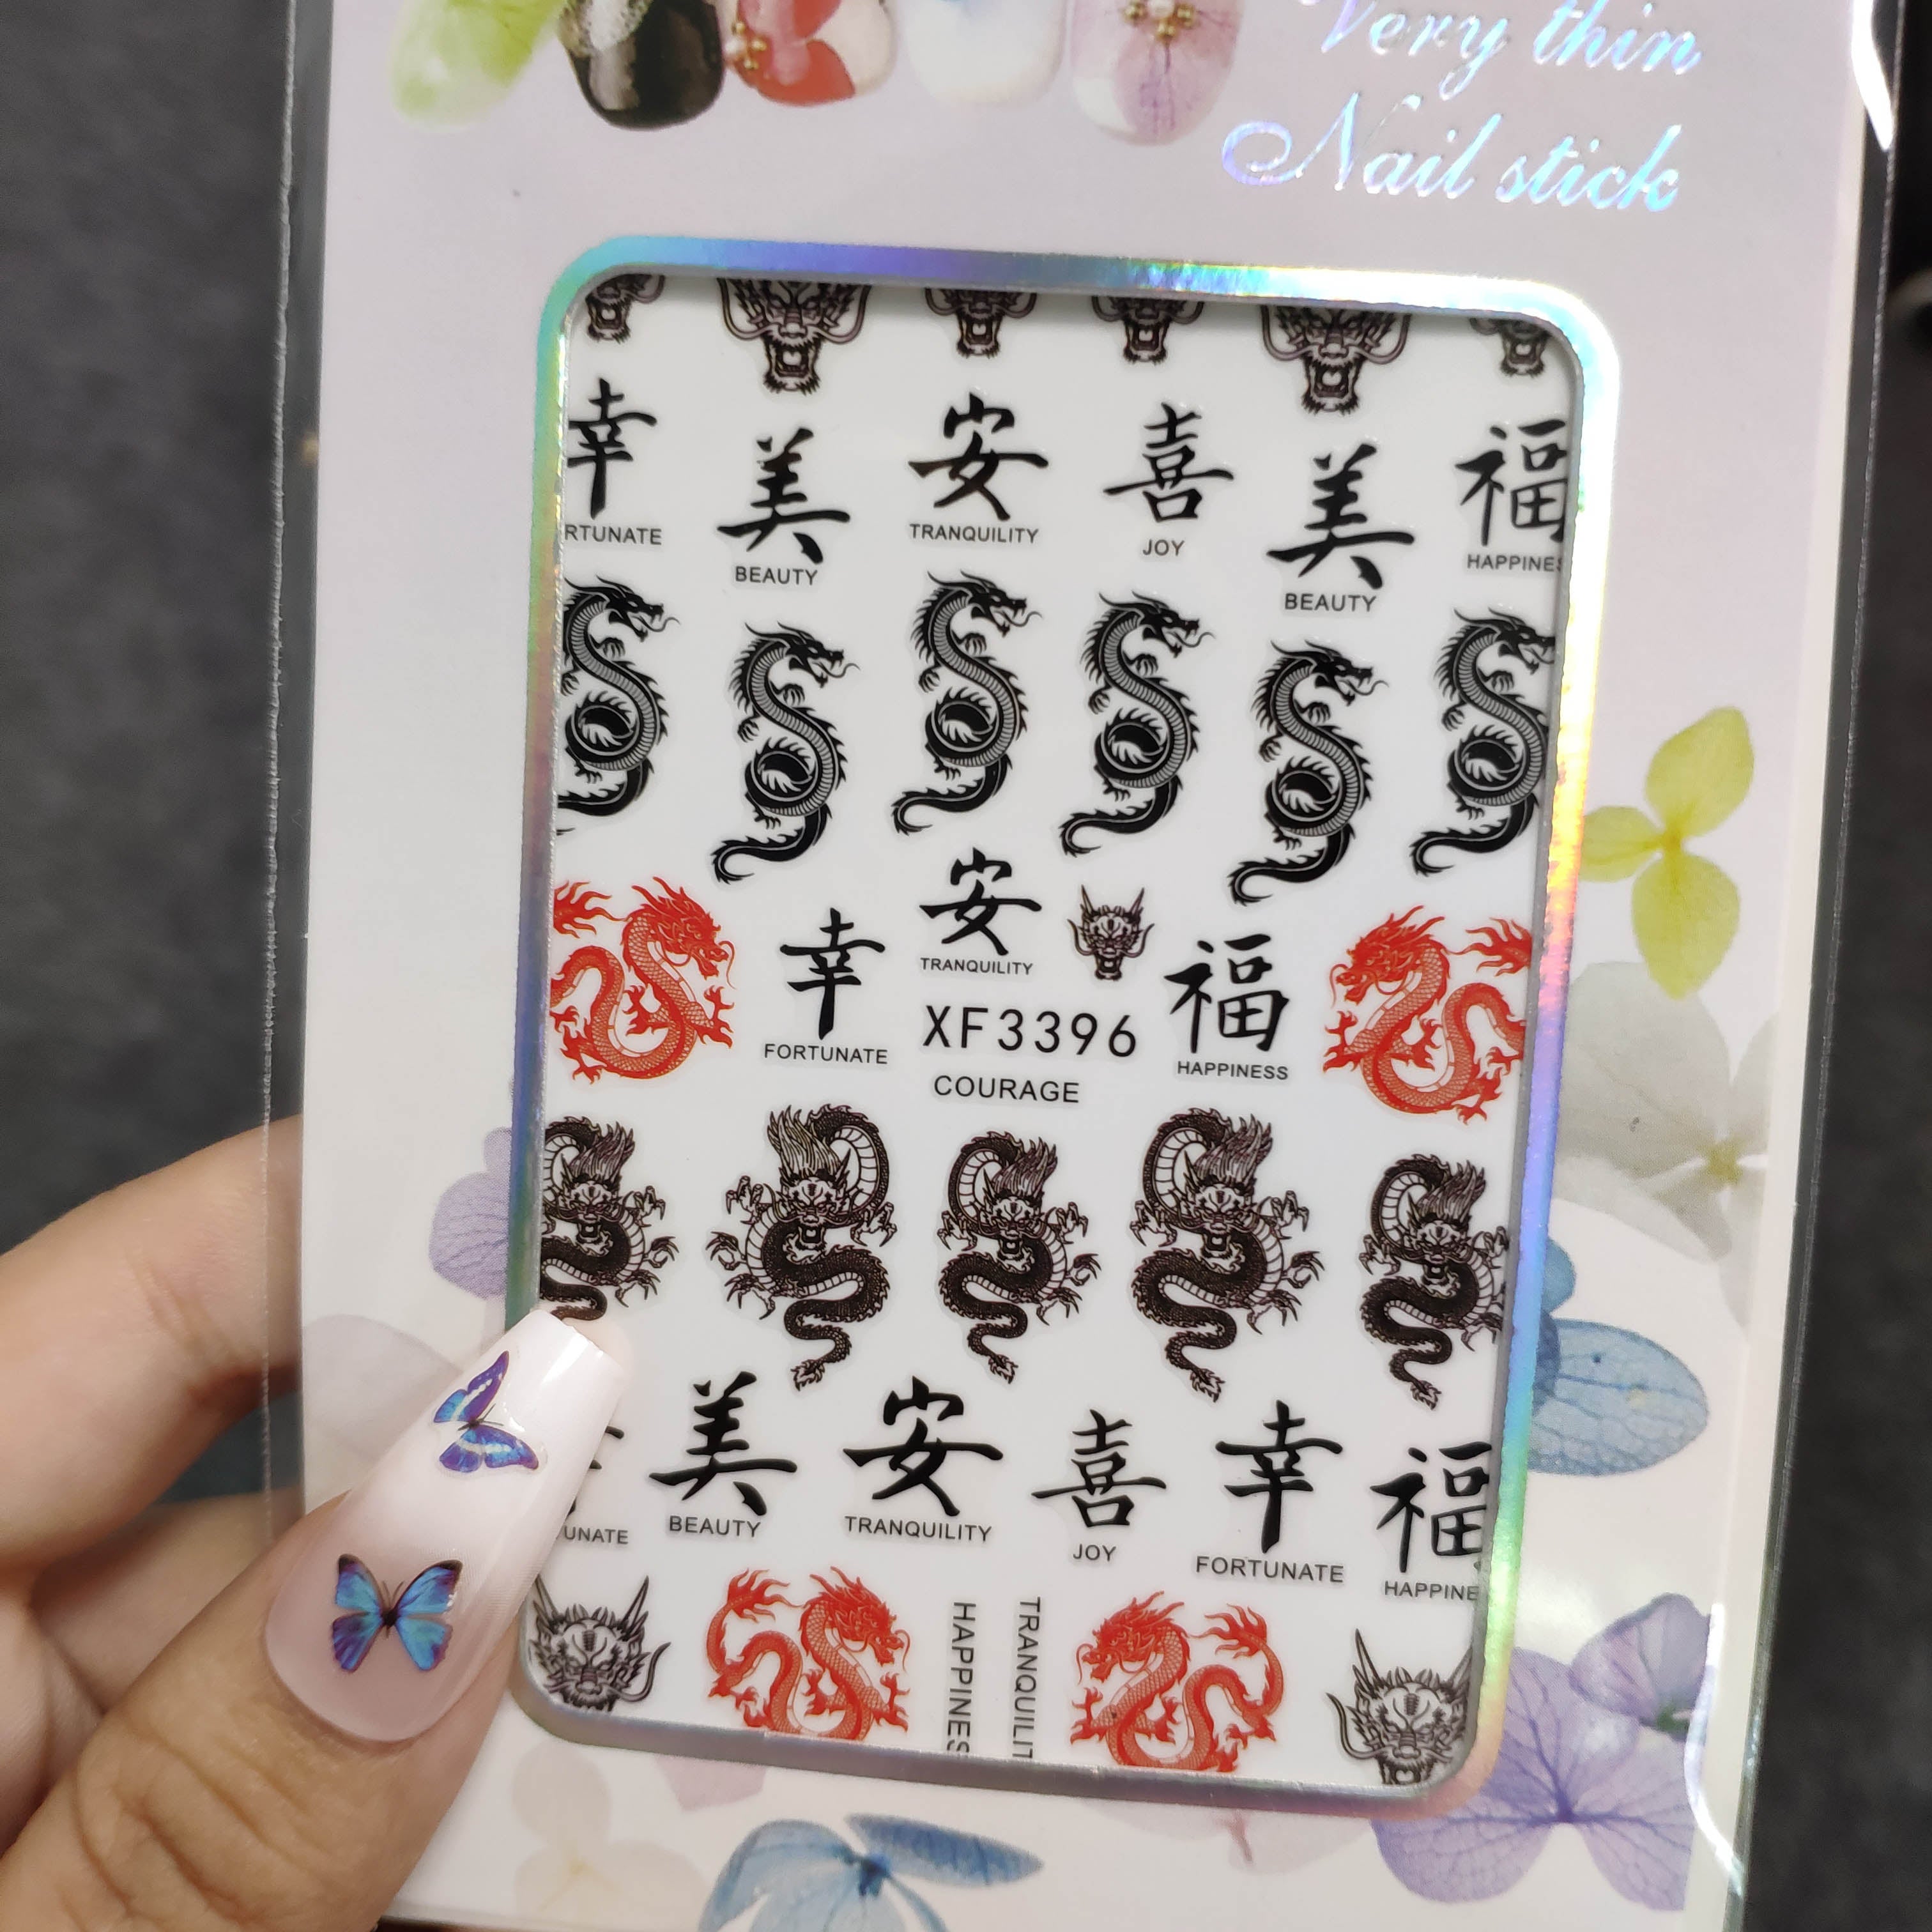 Very thin
Nail stick
幸 美 安 喜 美 福
RTUNATE BEAUTY TRANQUILITY JOY BEAUTY HAPPINES
幸 安 福
FORTUNATE TRANQUILITY HAPPINESS
XF3396
COURAGE
美 安 喜 幸 福
UNATE BEAUTY TRANQUILITY JOY FORTUNATE HAPPINE
HAPPINES
TRANQUILIT